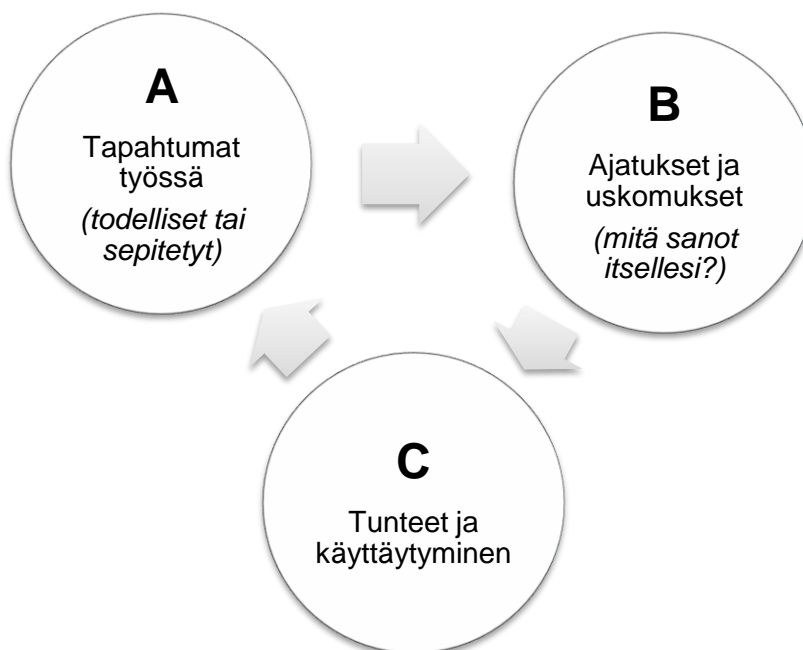 A
Tapahtumat
työssä
(todelliset tai
sepitetyt)
B
Ajatukset ja
uskomukset
(mitä sanot
itsellesi?)
C
Tunteet ja
käyttäytyminen